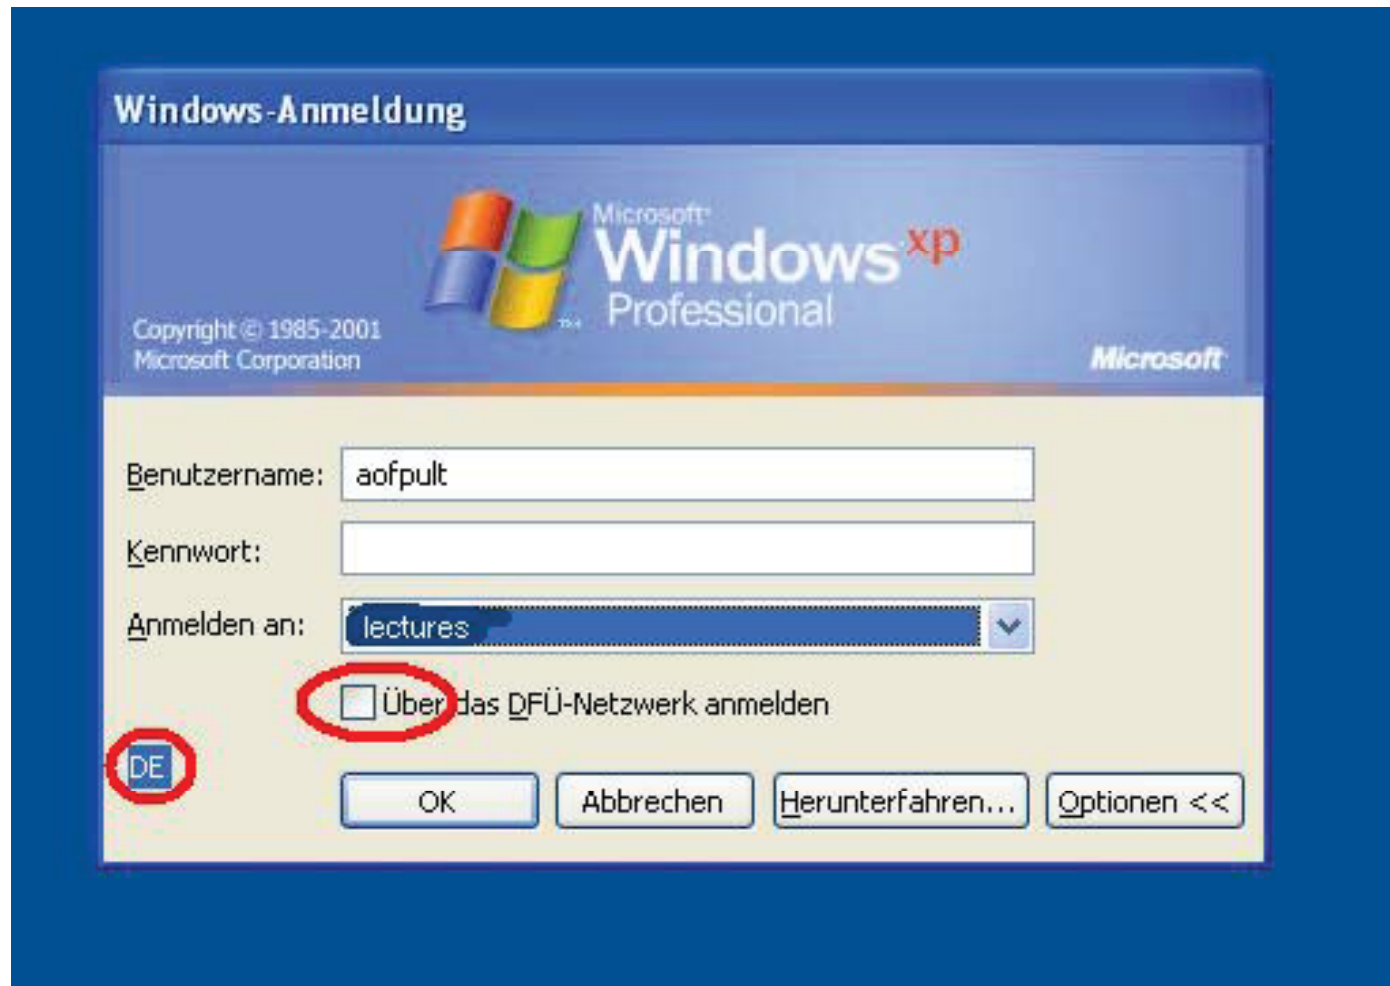 Windows-Anmeldung
Microsoft®
Windows xp
Professional
Copyright © 1985-2001
Microsoft Corporation
Microsoft
Benutzername: aofpult
Kennwort:
Anmelden an: lectures
Über das DFÜ-Netzwerk anmelden
DE
OK Abbrechen Herunterfahren... Optionen <<